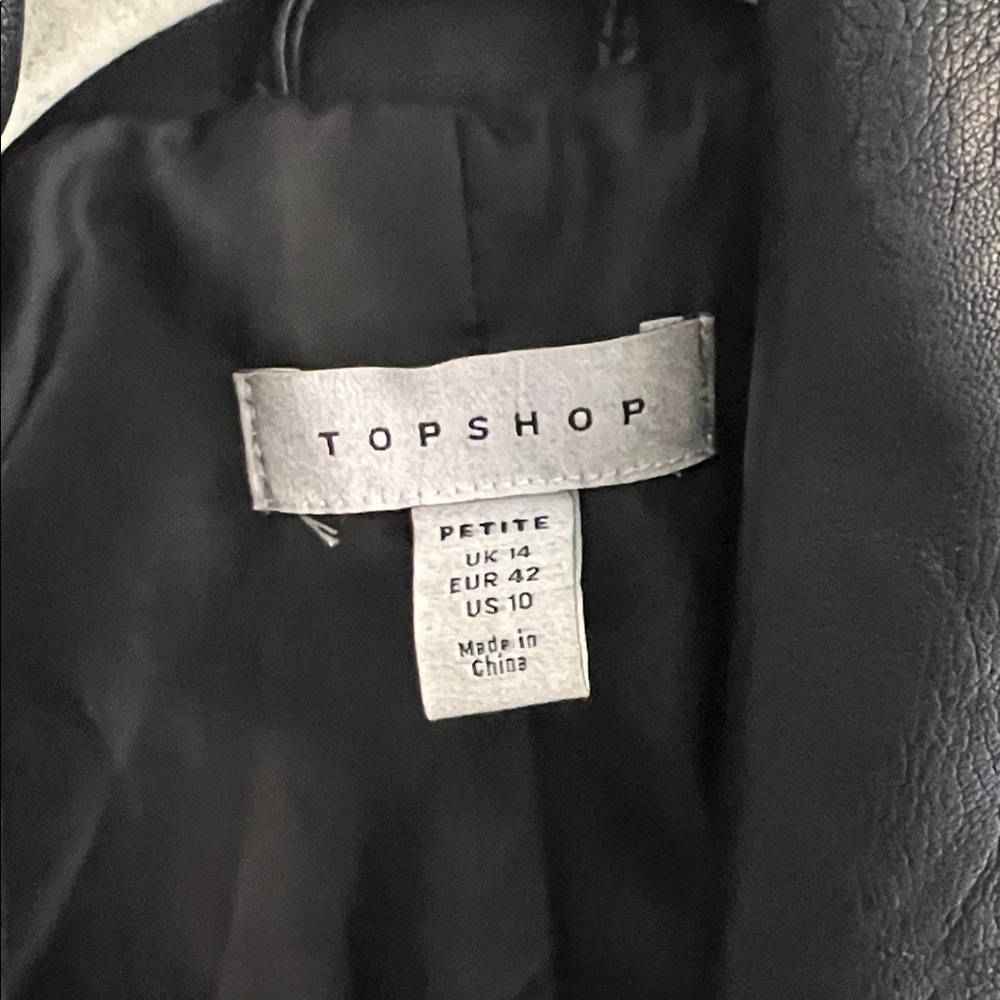 TOPSHOP
PETITE
UK 14
EUR 42
US 10
Made in
China